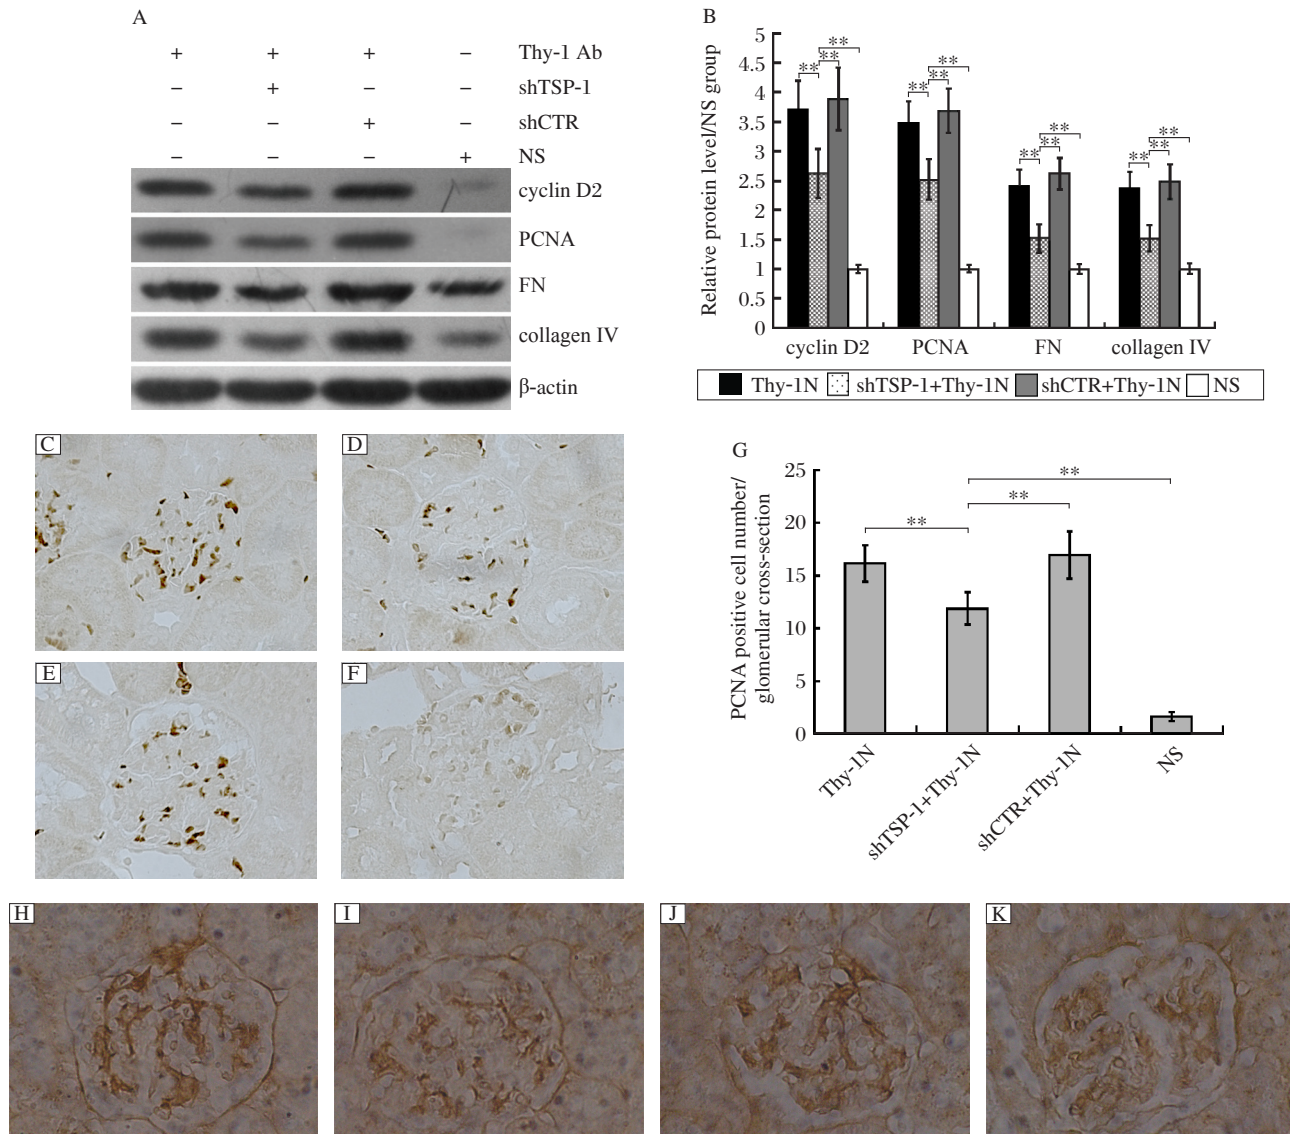 A
+ + + − Thy-1 Ab
− + − − shTSP-1
− − + − shCTR
− − − + NS
cyclin D2
PCNA
FN
collagen IV
β-actin
B
Relative protein level/NS group
5
4.5
4
3.5
3
2.5
2
1.5
1
0.5
0
** ** ** ** ** ** ** ** ** ** ** **
cyclin D2 PCNA FN collagen IV
Thy-1N shTSP-1+Thy-1N shCTR+Thy-1N NS
C
D
E
F
G
PCNA positive cell number/
glomerular cross-section
25
20
15
10
5
0
** ** **
Thy-1N
shTSP-1+Thy-1N
shCTR+Thy-1N
NS
H
I
J
K